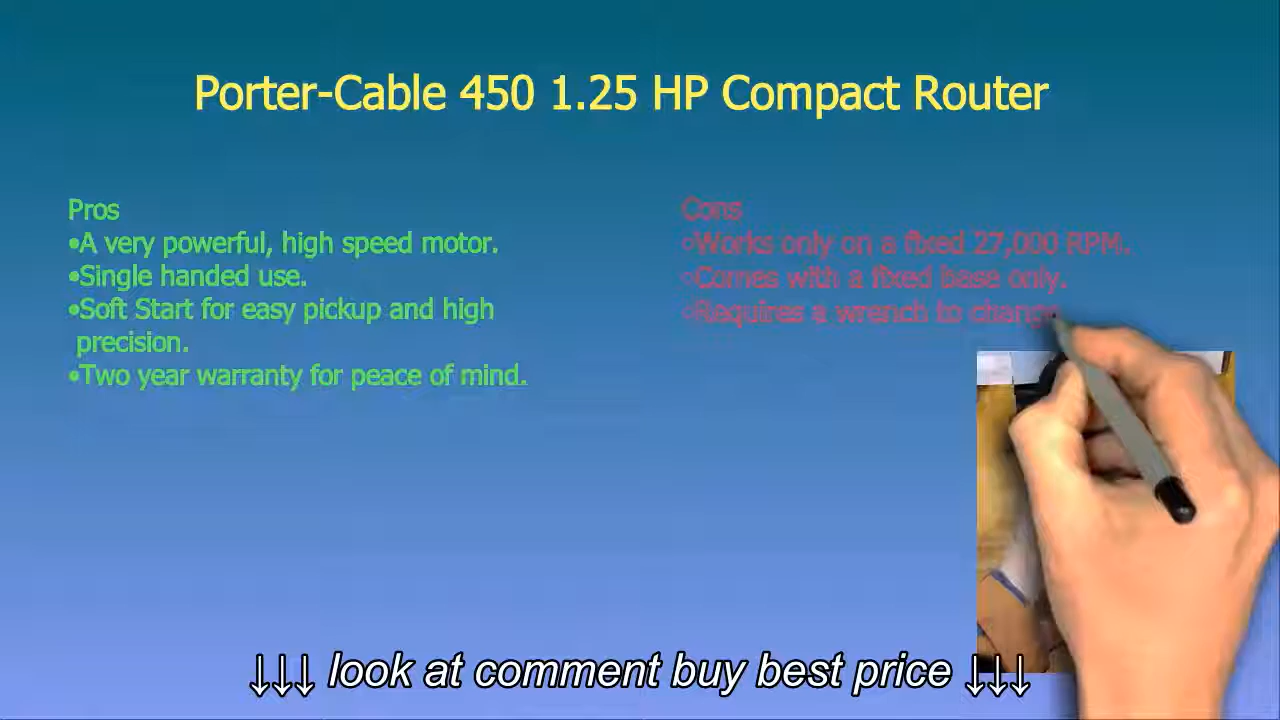 Porter-Cable 450 1.25 HP Compact Router
Pros
•A very powerful, high speed motor.
•Single handed use.
•Soft Start for easy pickup and high
precision.
•Two year warranty for peace of mind.
Cons
○Works only on a fixed 27,000 RPM.
○Comes with a fixed base only.
○Requires a wrench to change
↓↓↓ look at comment buy best price ↓↓↓